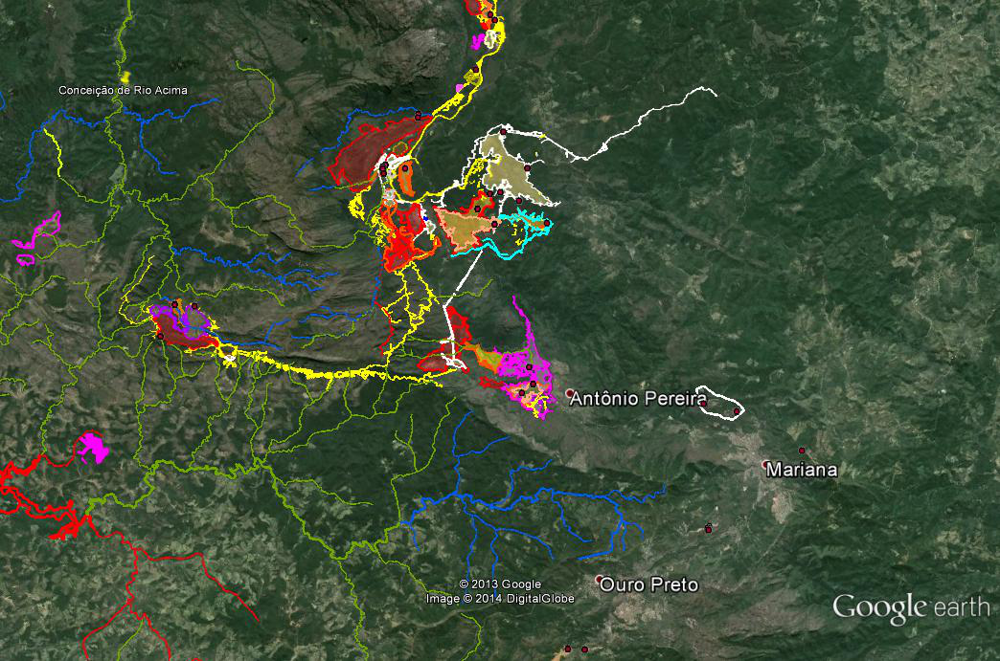 Conceição de Rio Acima
Antônio Pereira
Mariana
Ouro Preto
© 2013 Google
Image © 2014 DigitalGlobe
Google earth